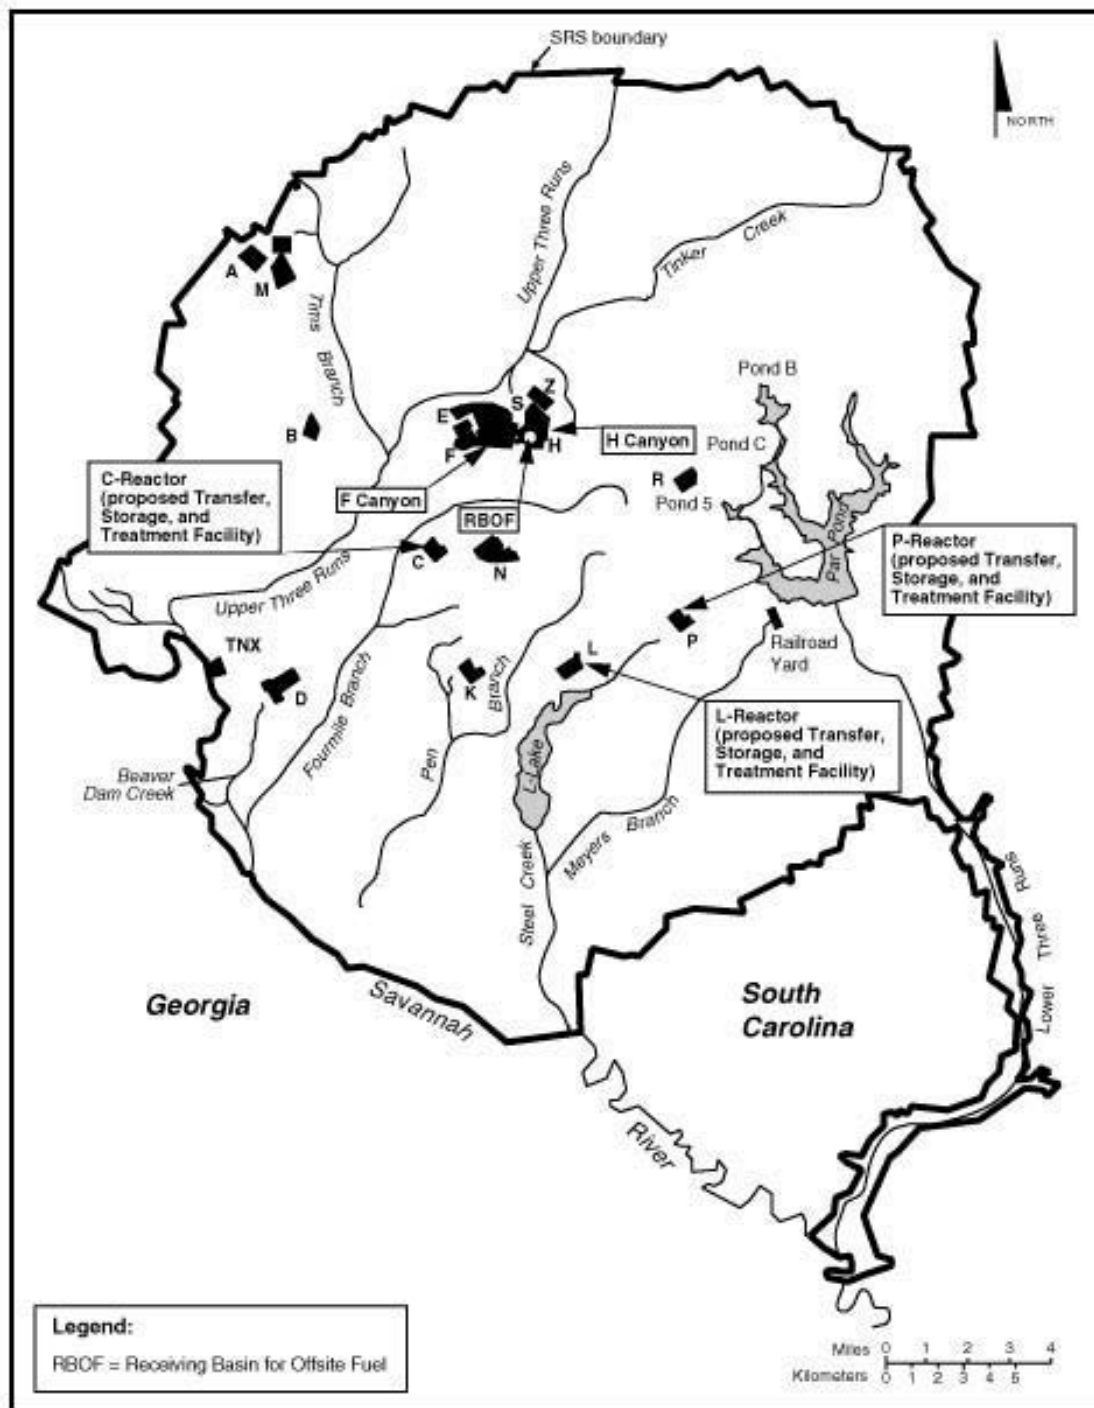 SRS boundary
NORTH
Upper Three Runs
Tinker Creek
A
M
Tims Branch
Pond B
Z
E
S
B
F
H
H Canyon
Pond C
C-Reactor
(proposed Transfer,
Storage, and
Treatment Facility)
F Canyon
R
Pond 5
RBOF
Par Pond
P-Reactor
(proposed Transfer,
Storage, and
Treatment Facility)
C
N
Upper Three Runs
TNX
D
Fourmile Branch
K
Pen Branch
L
P
Railroad
Yard
L-Reactor
(proposed Transfer,
Storage, and
Treatment Facility)
L-Lake
Beaver
Dam Creek
Meyers Branch
Steel Creek
Lower Three Runs
Georgia
Savannah River
South
Carolina
Legend:
RBOF = Receiving Basin for Offsite Fuel
Miles 0 1 2 3 4
Kilometers 0 1 2 3 4 5